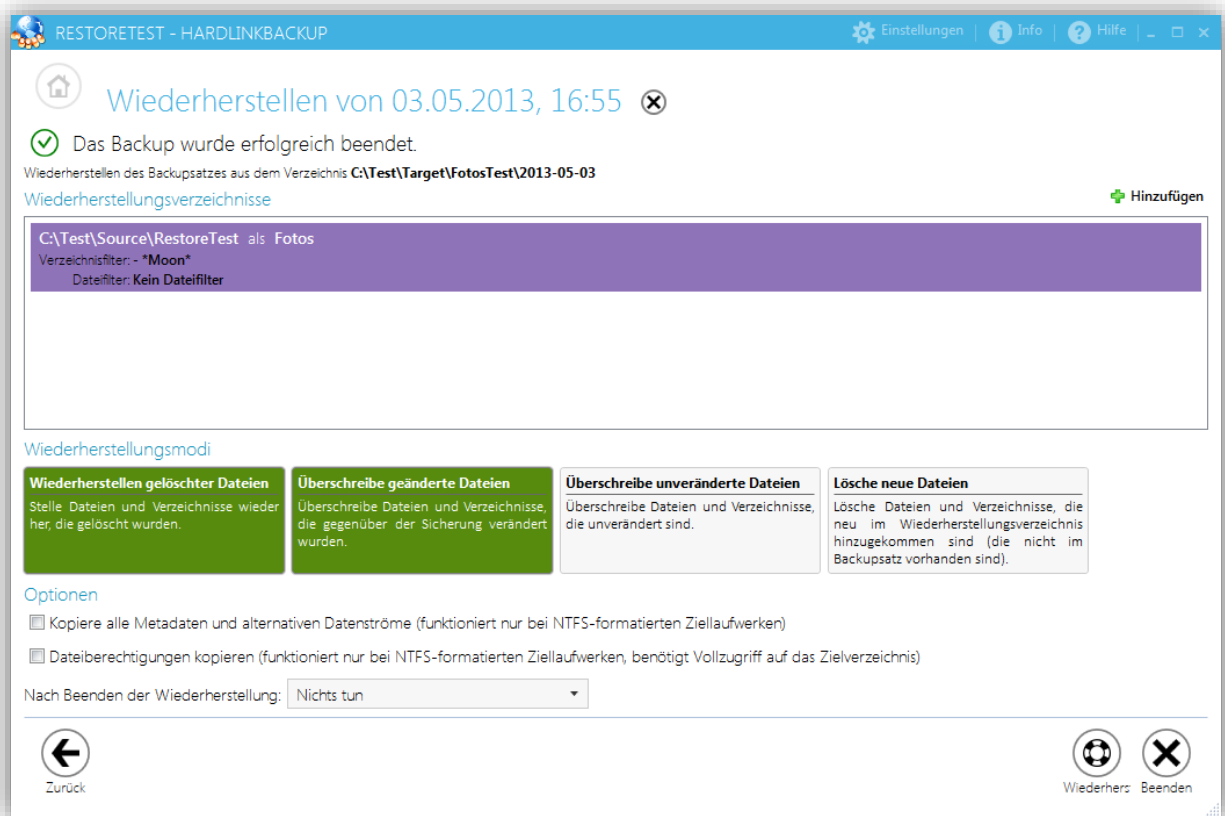 RESTORETEST - HARDLINKBACKUP
Einstellungen
Info
Hilfe
Wiederherstellen von 03.05.2013, 16:55
Das Backup wurde erfolgreich beendet.
Wiederherstellen des Backupsatzes aus dem Verzeichnis C:\Test\Target\FotosTest\2013-05-03
Wiederherstellungsverzeichnisse
Hinzufügen
C:\Test\Source\RestoreTest als Fotos
Verzeichnisfilter: - *Moon*
Dateifilter: Kein Dateifilter
Wiederherstellungsmodi
Wiederherstellen gelöschter Dateien
Stelle Dateien und Verzeichnisse wieder
her, die gelöscht wurden.
Überschreibe geänderte Dateien
Überschreibe Dateien und Verzeichnisse,
die gegenüber der Sicherung verändert
wurden.
Überschreibe unveränderte Dateien
Überschreibe Dateien und Verzeichnisse,
die unverändert sind.
Lösche neue Dateien
Lösche Dateien und Verzeichnisse, die
neu im Wiederherstellungsverzeichnis
hinzugekommen sind (die nicht im
Backupsatz vorhanden sind).
Optionen
Kopiere alle Metadaten und alternativen Datenströme (funktioniert nur bei NTFS-formatierten Ziellaufwerken)
Dateiberechtigungen kopieren (funktioniert nur bei NTFS-formatierten Ziellaufwerken, benötigt Vollzugriff auf das Zielverzeichnis)
Nach Beenden der Wiederherstellung: Nichts tun
Zurück
Wiederhers
Beenden